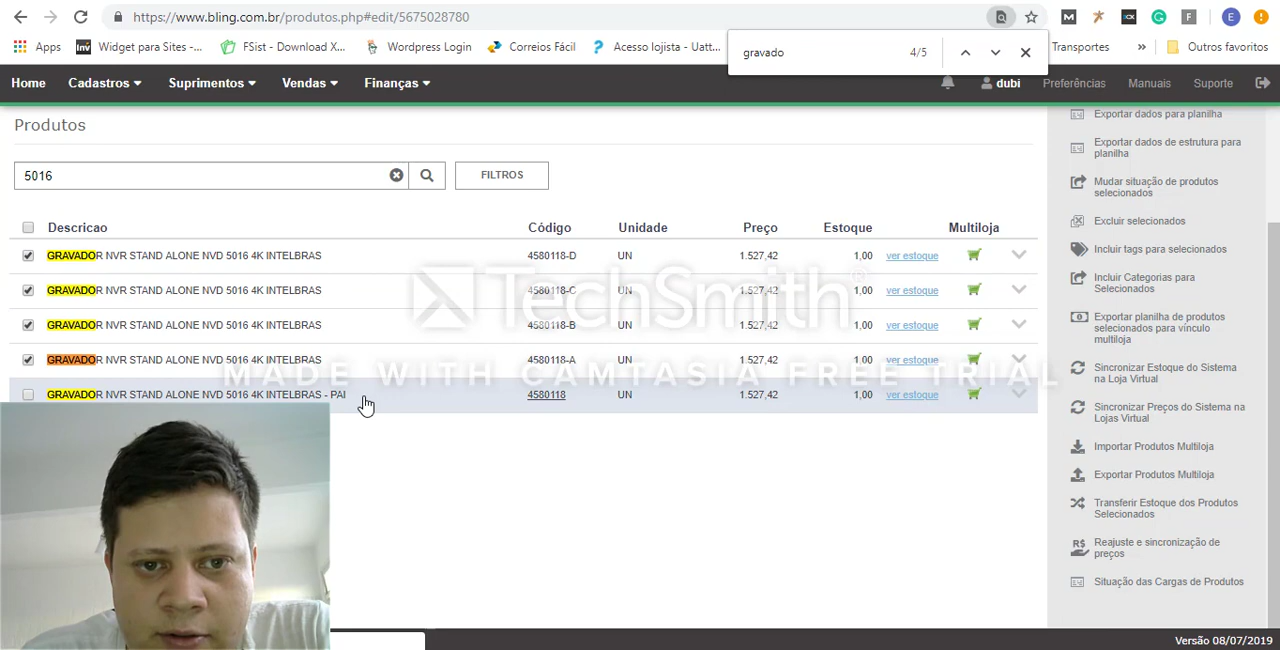 https://www.bling.com.br/produtos.php#edit/5675028780
Apps
Widget para Sites -...
FSist - Download X...
Wordpress Login
Correios Fácil
Acesso lojista - Uatt...
Transportes
»
Outros favoritos
gravado
4/5
Home
Cadastros
Suprimentos
Vendas
Finanças
dubi
Preferências
Manuais
Suporte
Produtos
5016
FILTROS
Descricao Código Unidade Preço Estoque Multiloja
GRAVADOR NVR STAND ALONE NVD 5016 4K INTELBRAS 4580118-D UN 1.527,42 1,00 ver estoque
GRAVADOR NVR STAND ALONE NVD 5016 4K INTELBRAS 4580118-C UN 1.527,42 1,00 ver estoque
GRAVADOR NVR STAND ALONE NVD 5016 4K INTELBRAS 4580118-B UN 1.527,42 1,00 ver estoque
GRAVADOR NVR STAND ALONE NVD 5016 4K INTELBRAS 4580118-A UN 1.527,42 1,00 ver estoque
GRAVADOR NVR STAND ALONE NVD 5016 4K INTELBRAS - PAI 4580118 UN 1.527,42 1,00 ver estoque
TechSmith®
MADE WITH CAMTASIA FREE TRIAL
Exportar dados para planilha
Exportar dados de estrutura para
planilha
Mudar situação de produtos
selecionados
Excluir selecionados
Incluir tags para selecionados
Incluir Categorias para
Selecionados
Exportar planilha de produtos
selecionados para vínculo
multiloja
Sincronizar Estoque do Sistema
na Loja Virtual
Sincronizar Preços do Sistema na
Lojas Virtual
Importar Produtos Multiloja
Exportar Produtos Multiloja
Transferir Estoque dos Produtos
Selecionados
R$
Reajuste e sincronização de
preços
Situação das Cargas de Produtos
Versão 08/07/2019